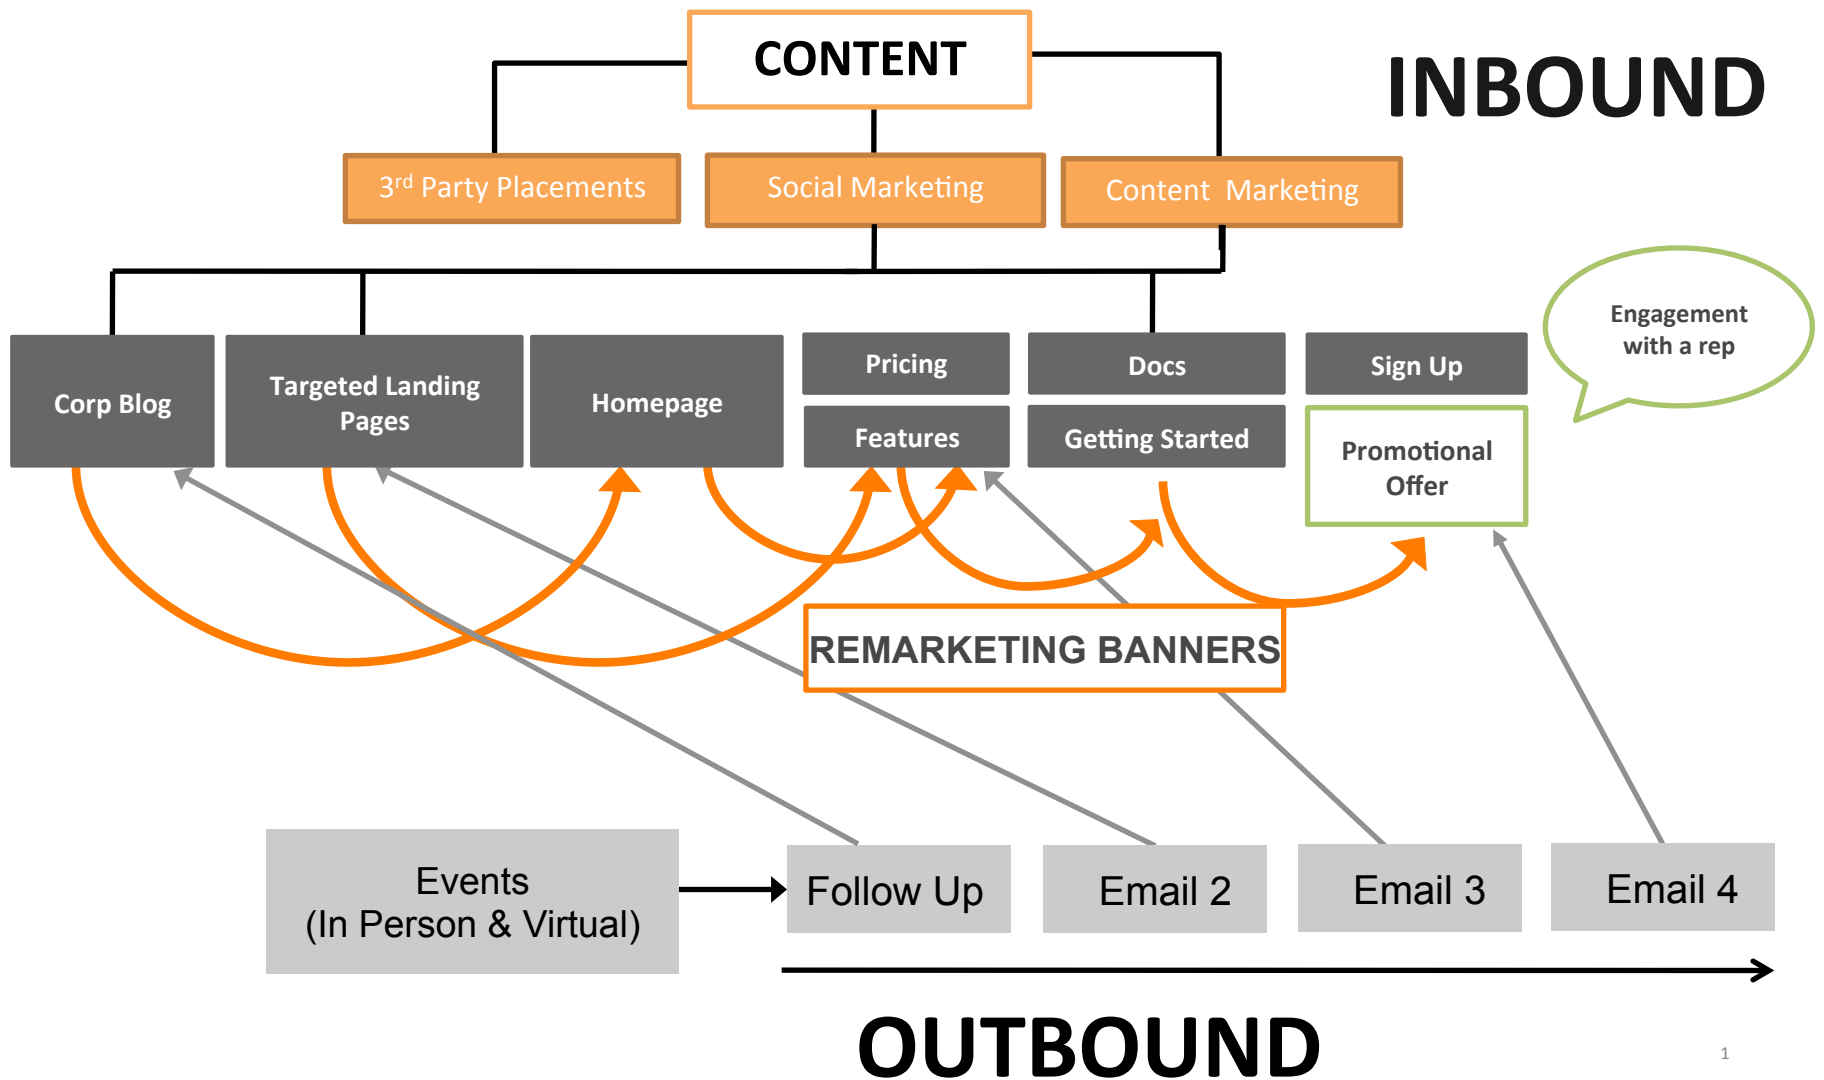 CONTENT
INBOUND
3rd Party Placements
Social Marketing
Content Marketing
Engagement
with a rep
Corp Blog
Targeted Landing
Pages
Homepage
Pricing
Features
Docs
Getting Started
Sign Up
Promotional
Offer
REMARKETING BANNERS
Events
(In Person & Virtual)
Follow Up
Email 2
Email 3
Email 4
OUTBOUND
1